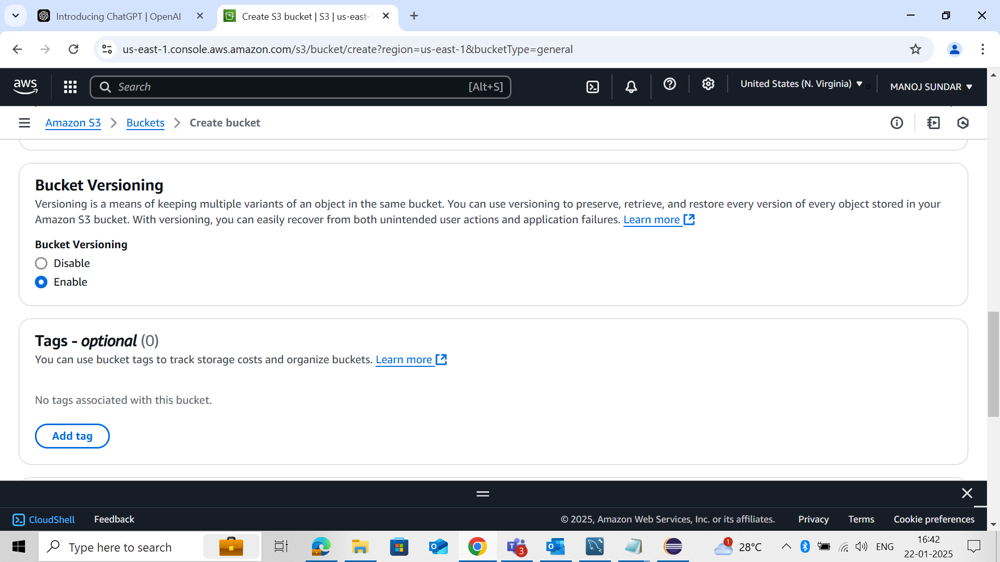 Introducing ChatGPT | OpenAI
Create S3 bucket | S3 | us-east-
us-east-1.console.aws.amazon.com/s3/bucket/create?region=us-east-1&bucketType=general
aws
Search
[Alt+S]
United States (N. Virginia)
MANOJ SUNDAR
Amazon S3
Buckets
Create bucket
Bucket Versioning
Versioning is a means of keeping multiple variants of an object in the same bucket. You can use versioning to preserve, retrieve, and restore every version of every object stored in your
Amazon S3 bucket. With versioning, you can easily recover from both unintended user actions and application failures. Learn more
Bucket Versioning
Disable
Enable
Tags - optional (0)
You can use bucket tags to track storage costs and organize buckets. Learn more
No tags associated with this bucket.
Add tag
CloudShell
Feedback
© 2025, Amazon Web Services, Inc. or its affiliates.
Privacy
Terms
Cookie preferences
Type here to search
3
1
28°C
ENG
16:42
22-01-2025